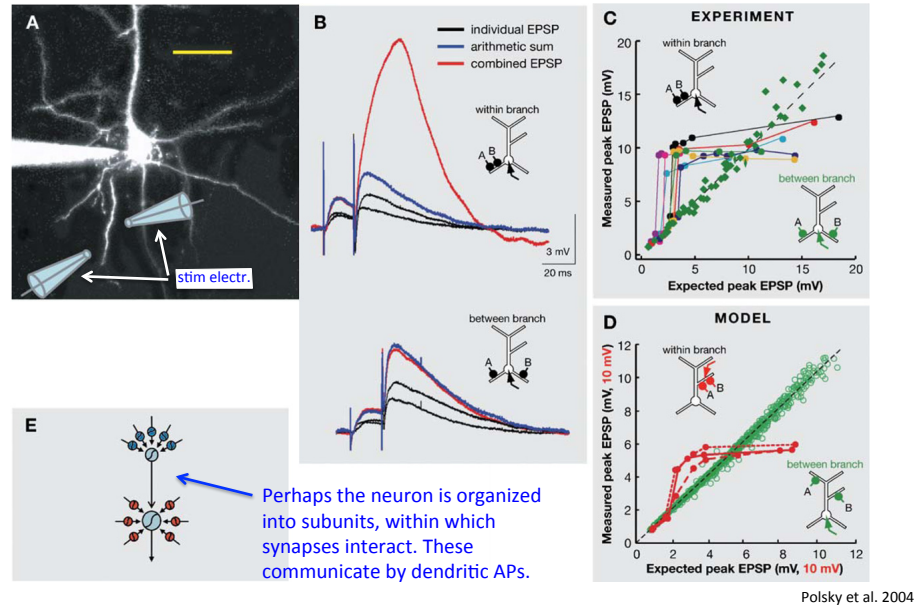 A
stim electr.
B
individual EPSP
arithmetic sum
combined EPSP
within branch
A
B
3 mV
20 ms
between branch
A
B
C
EXPERIMENT
Measured peak EPSP (mV)
20
15
10
5
0
within branch
A
B
between branch
A
B
0
5
10
15
20
Expected peak EPSP (mV)
D
MODEL
Measured peak EPSP (mV, 10 mV)
12
10
8
6
4
2
0
within branch
B
A
between branch
A
B
0
2
4
6
8
10
12
Expected peak EPSP (mV, 10 mV)
E
Perhaps the neuron is organized
into subunits, within which
synapses interact. These
communicate by dendritic APs.
Polsky et al. 2004